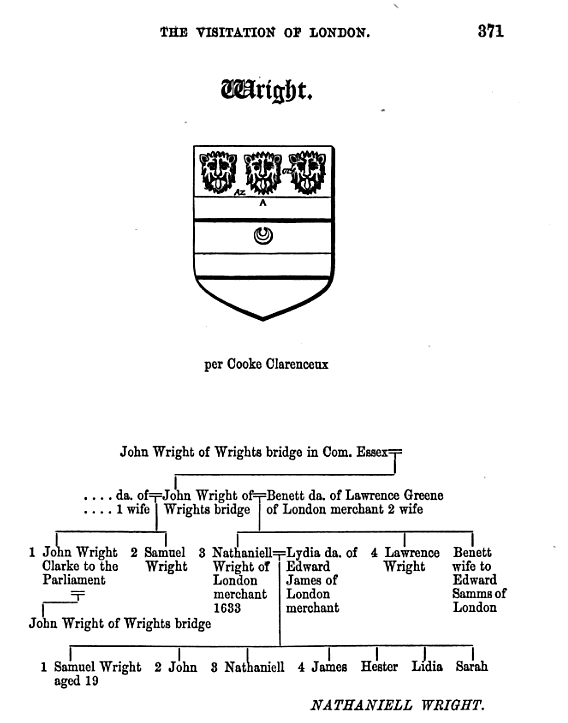 THE VISITATION OF LONDON. 371
Wright.
AZ
or
A
per Cooke Clarenceux
John Wright of Wrights bridge in Com. Essex
.... da. of John Wright of Benett da. of Lawrence Greene
.... 1 wife Wrights bridge of London merchant 2 wife
1 John Wright 2 Samuel 3 Nathaniell Lydia da. of 4 Lawrence Benett
Clarke to the Wright Wright of Edward Wright wife to
Parliament London James of Edward
merchant London Samms of
1633 merchant London
John Wright of Wrights bridge
1 Samuel Wright 2 John 3 Nathaniell 4 James Hester Lidia Sarah
aged 19
NATHANIELL WRIGHT.